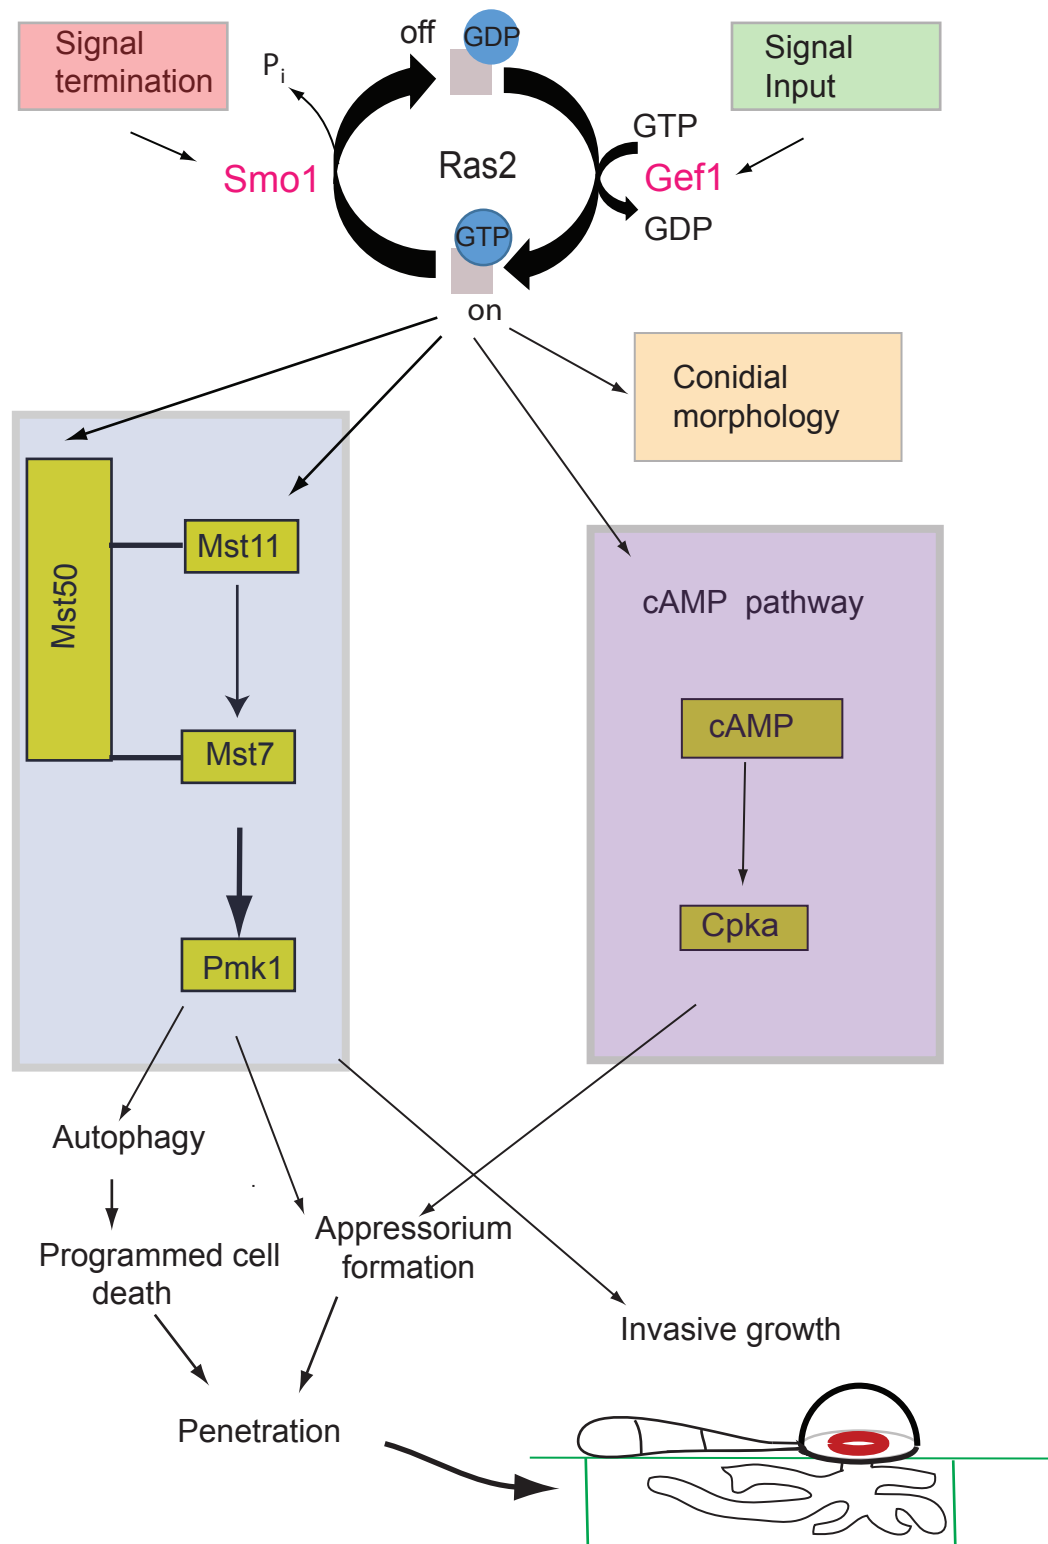 Signal
termination
P i
off
GDP
Signal
Input
GTP
Smo1
Ras2
Gef1
GDP
GTP
on
Conidial
morphology
Mst50
Mst11
cAMP pathway
cAMP
Mst7
Cpka
Pmk1
Autophagy
Programmed cell
death
Appressorium
formation
Invasive growth
Penetration